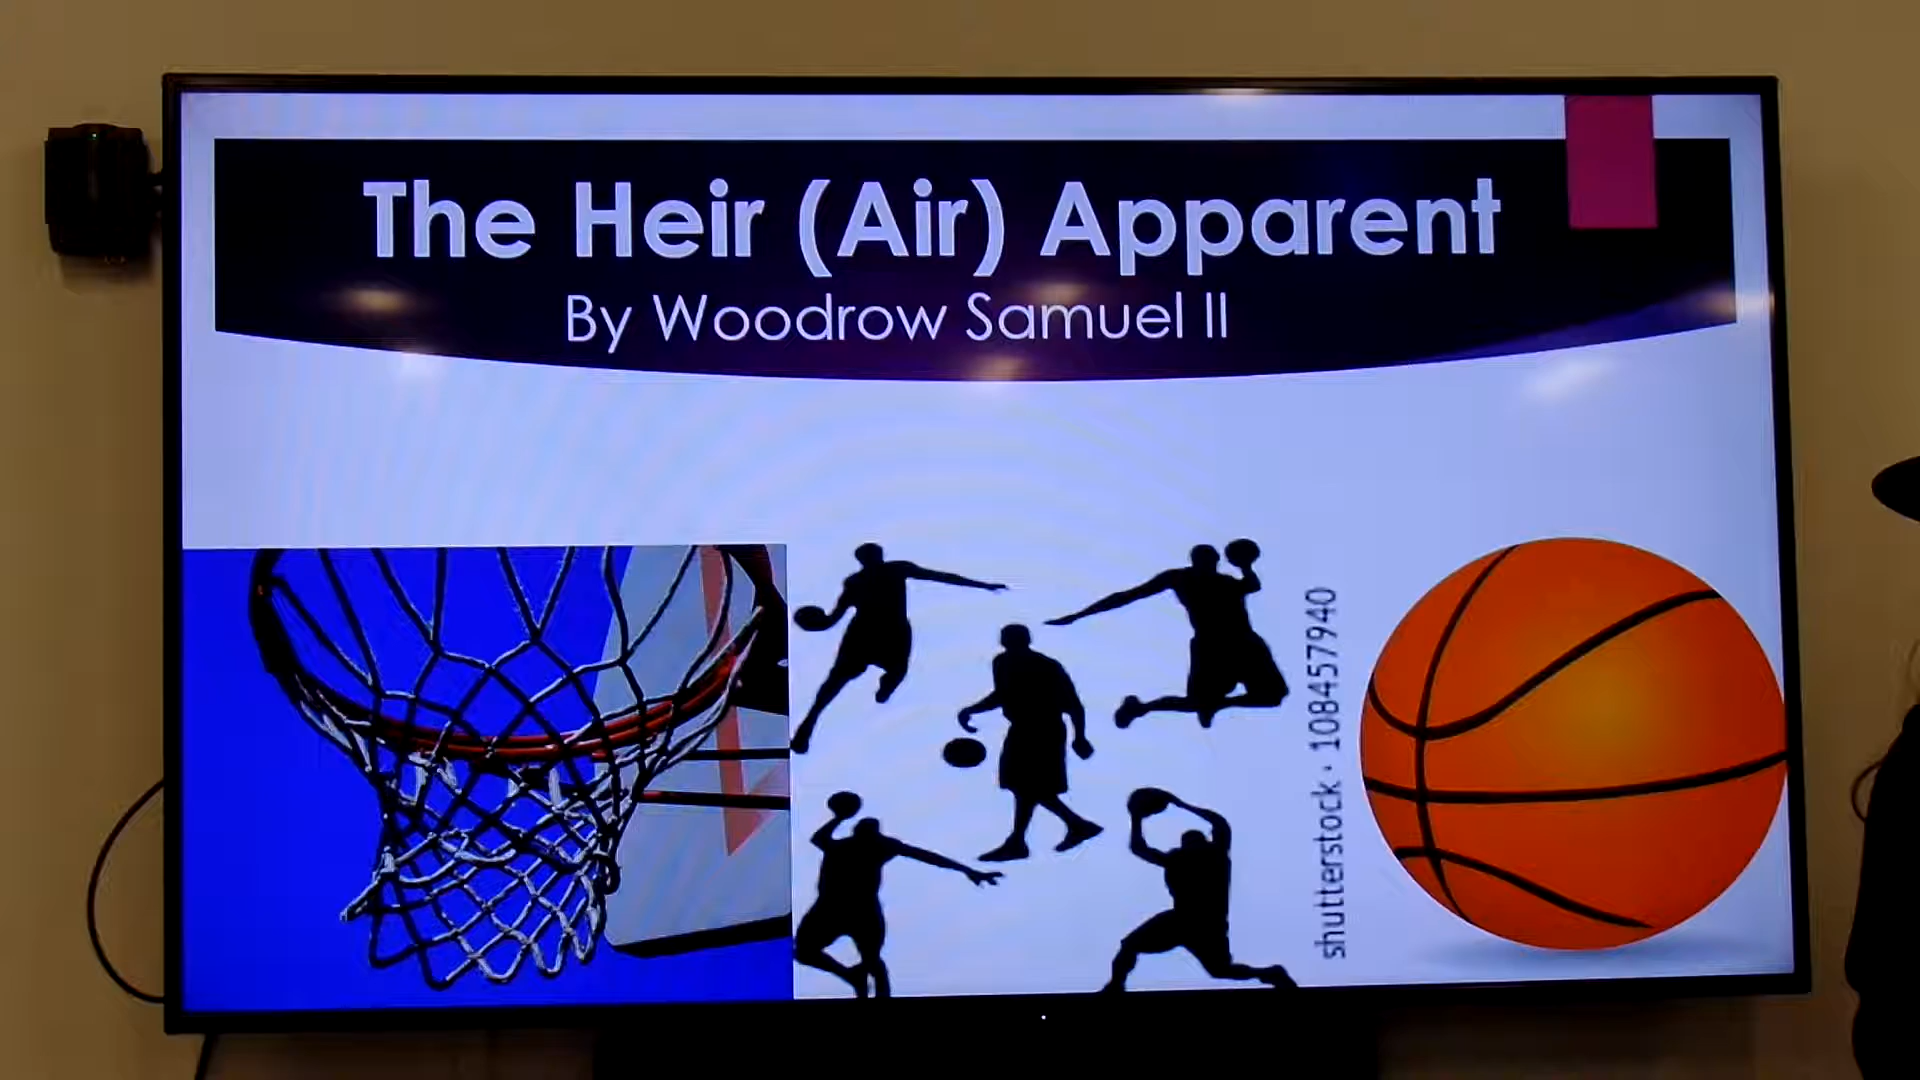 The Heir (Air) Apparent
By Woodrow Samuel II
shutterstock · 108457940